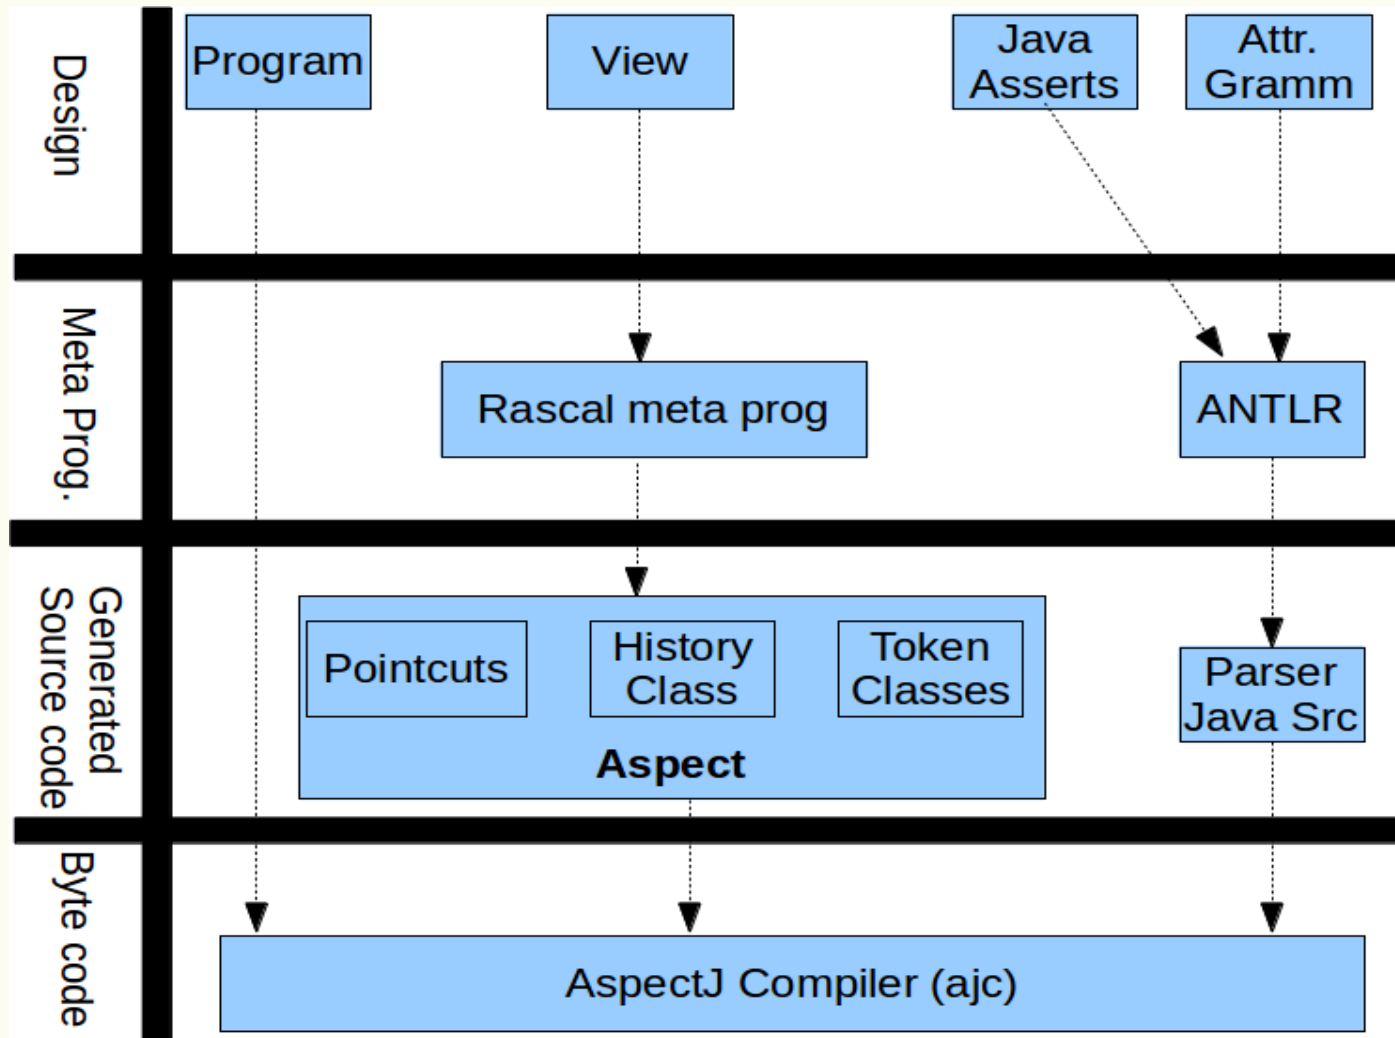 Design
Program
View
Java
Asserts
Attr.
Gramm
Meta Prog.
Rascal meta prog
ANTLR
Generated
Source code
Pointcuts
History
Class
Token
Classes
Aspect
Parser
Java Src
Byte code
AspectJ Compiler (ajc)